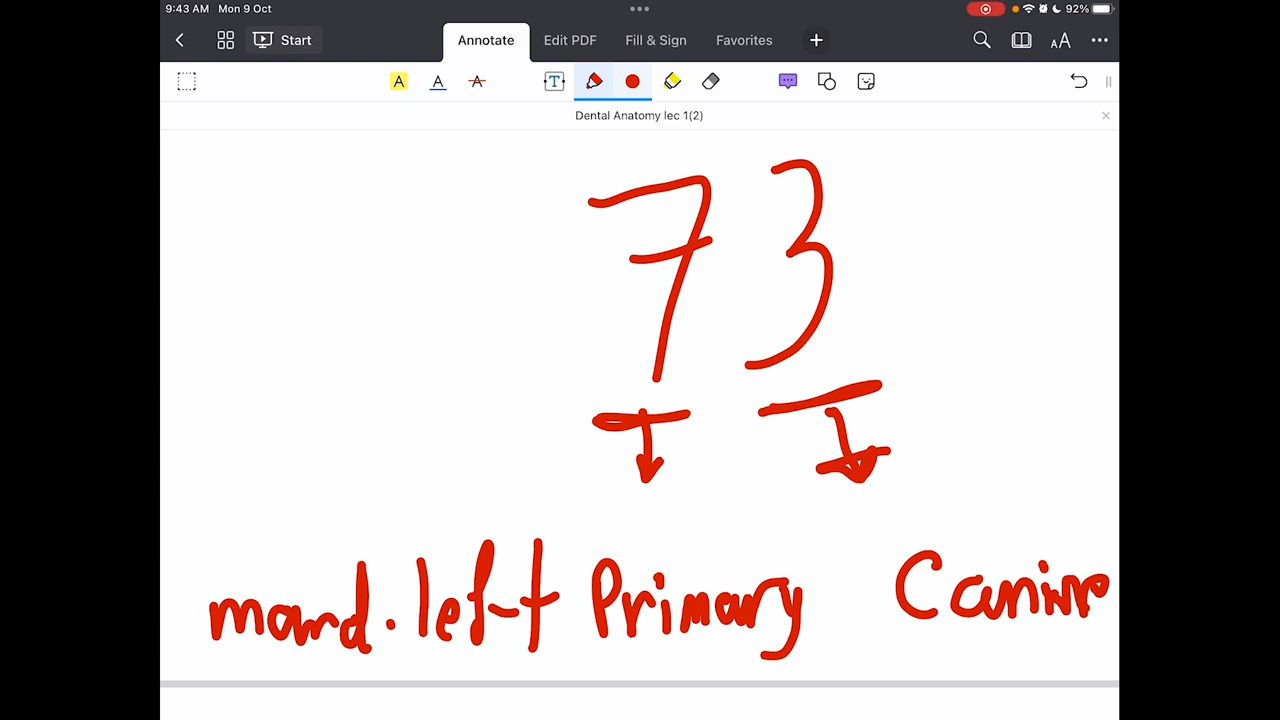 9:43 AM Mon 9 Oct 92%
Start Annotate Edit PDF Fill & Sign Favorites
A A A T
Dental Anatomy lec 1(2)
73
mand. left Primary Canine